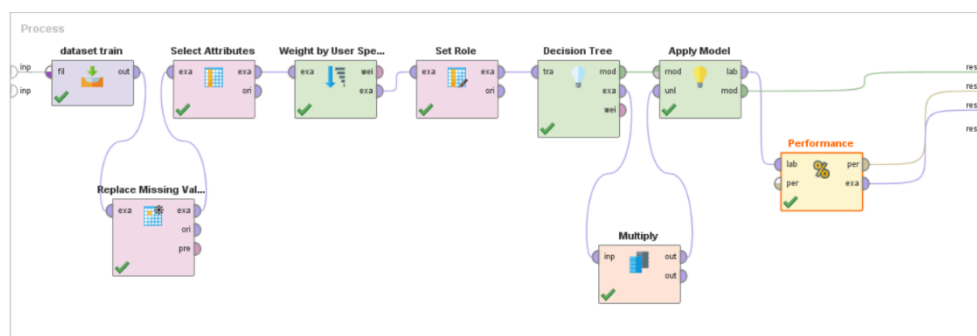 Process
inp
inp
dataset train
fil
out
Select Attributes
exa
exa
ori
Weight by User Spe...
exa
wei
exa
Set Role
exa
exa
ori
Decision Tree
tra
mod
exa
wei
Apply Model
mod
lab
unl
mod
res
res
res
res
Performance
lab
per
per
exa
Replace Missing Val...
exa
exa
ori
pre
Multiply
inp
out
out